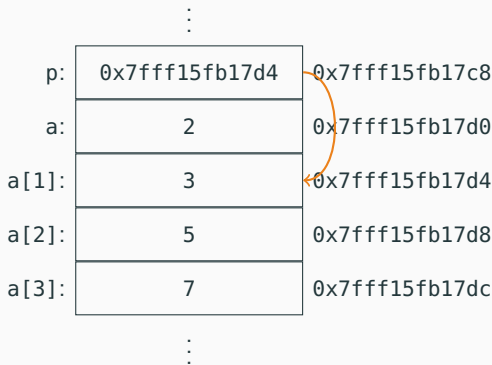 ⋮
p: 0x7fff15fb17d4 0x7fff15fb17c8
a: 2 0x7fff15fb17d0
a[1]: 3 0x7fff15fb17d4
a[2]: 5 0x7fff15fb17d8
a[3]: 7 0x7fff15fb17dc
⋮